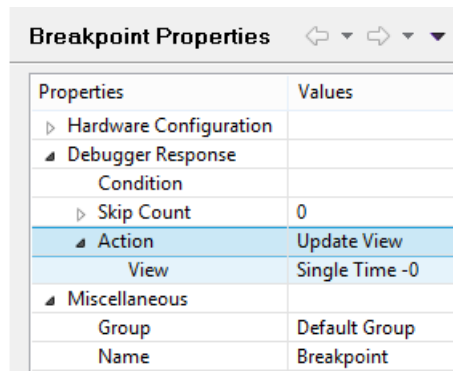 Breakpoint Properties
Properties Values
Hardware Configuration
Debugger Response
Condition
Skip Count 0
Action Update View
View Single Time -0
Miscellaneous
Group Default Group
Name Breakpoint